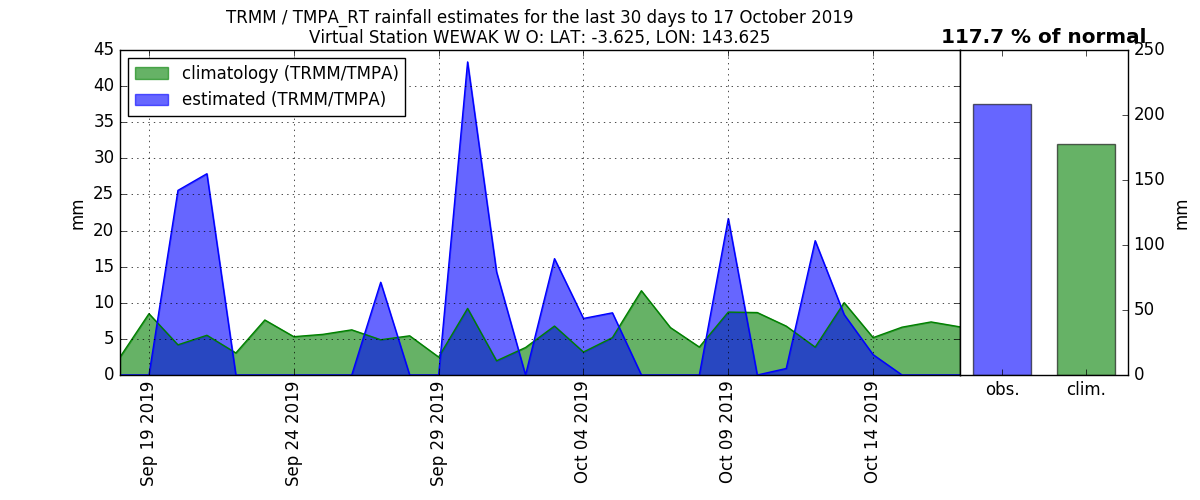 TRMM / TMPA_RT rainfall estimates for the last 30 days to 17 October 2019
Virtual Station WEWAK W O: LAT: -3.625, LON: 143.625
117.7 % of normal
climatology (TRMM/TMPA)
estimated (TRMM/TMPA)
mm
45
40
35
30
25
20
15
10
5
0
Sep 19 2019
Sep 24 2019
Sep 29 2019
Oct 04 2019
Oct 09 2019
Oct 14 2019
obs.
clim.
250
200
150
100
50
0
mm